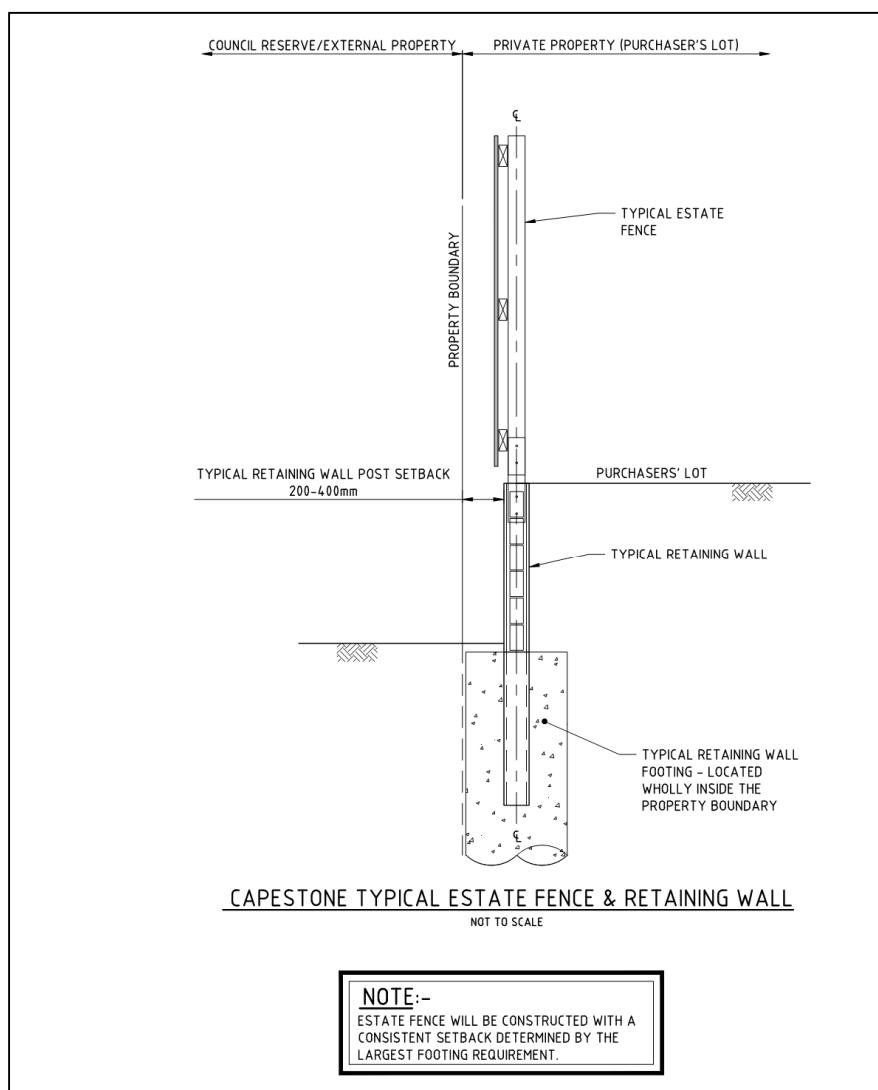 COUNCIL RESERVE/EXTERNAL PROPERTY
PRIVATE PROPERTY (PURCHASER'S LOT)
℄
TYPICAL ESTATE
FENCE
PROPERTY BOUNDARY
TYPICAL RETAINING WALL POST SETBACK
200-400mm
PURCHASERS' LOT
TYPICAL RETAINING WALL
TYPICAL RETAINING WALL
FOOTING - LOCATED
WHOLLY INSIDE THE
PROPERTY BOUNDARY
℄
CAPESTONE TYPICAL ESTATE FENCE & RETAINING WALL
NOT TO SCALE
NOTE:-
ESTATE FENCE WILL BE CONSTRUCTED WITH A
CONSISTENT SETBACK DETERMINED BY THE
LARGEST FOOTING REQUIREMENT.